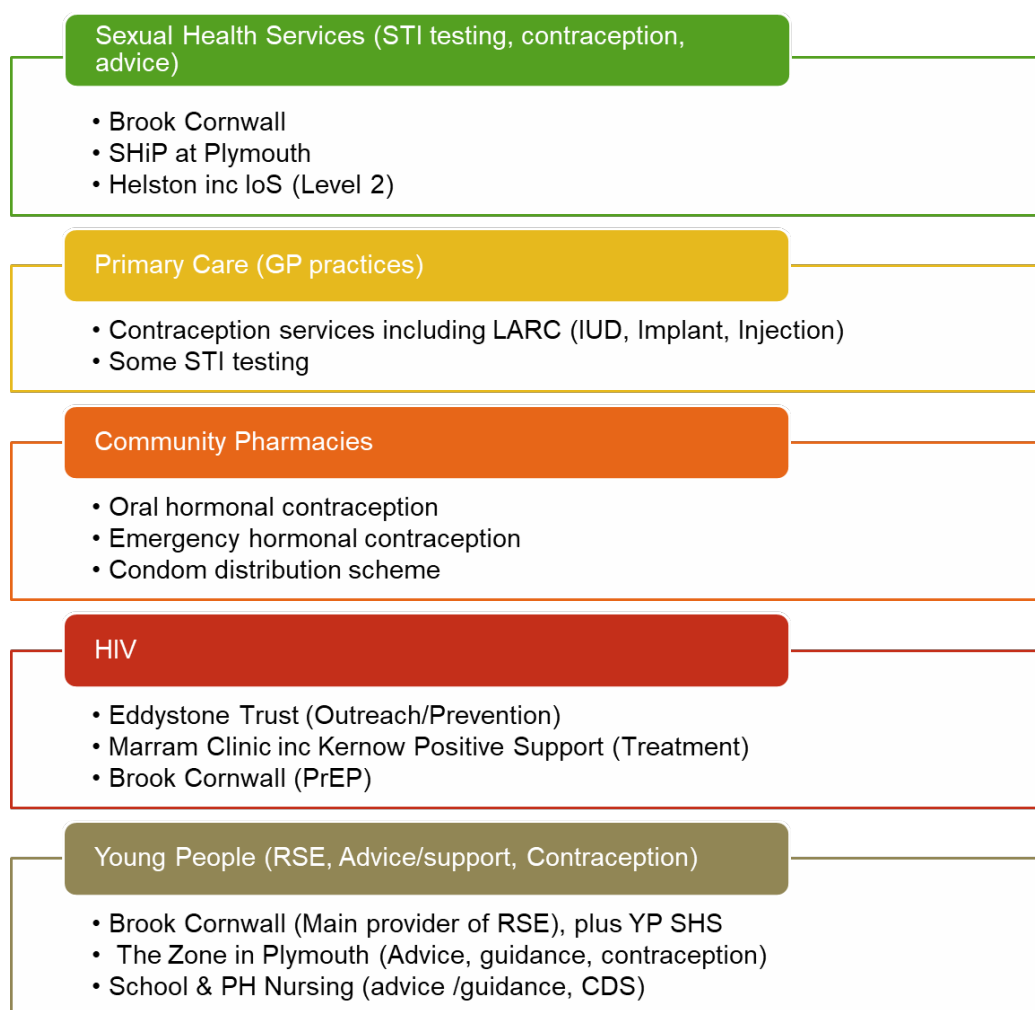 Sexual Health Services (STI testing, contraception,
advice)
• Brook Cornwall
• SHiP at Plymouth
• Helston inc IoS (Level 2)
Primary Care (GP practices)
• Contraception services including LARC (IUD, Implant, Injection)
• Some STI testing
Community Pharmacies
• Oral hormonal contraception
• Emergency hormonal contraception
• Condom distribution scheme
HIV
• Eddystone Trust (Outreach/Prevention)
• Marram Clinic inc Kernow Positive Support (Treatment)
• Brook Cornwall (PrEP)
Young People (RSE, Advice/support, Contraception)
• Brook Cornwall (Main provider of RSE), plus YP SHS
• The Zone in Plymouth (Advice, guidance, contraception)
• School & PH Nursing (advice /guidance, CDS)